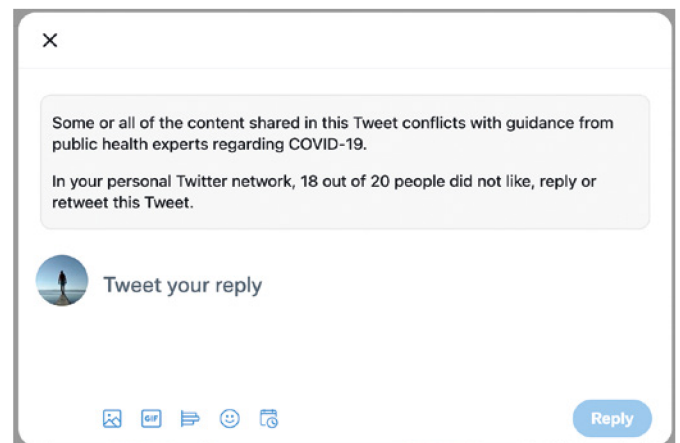 Some or all of the content shared in this Tweet conflicts with guidance from
public health experts regarding COVID-19.
In your personal Twitter network, 18 out of 20 people did not like, reply or
retweet this Tweet.
Tweet your reply
GIF
Reply